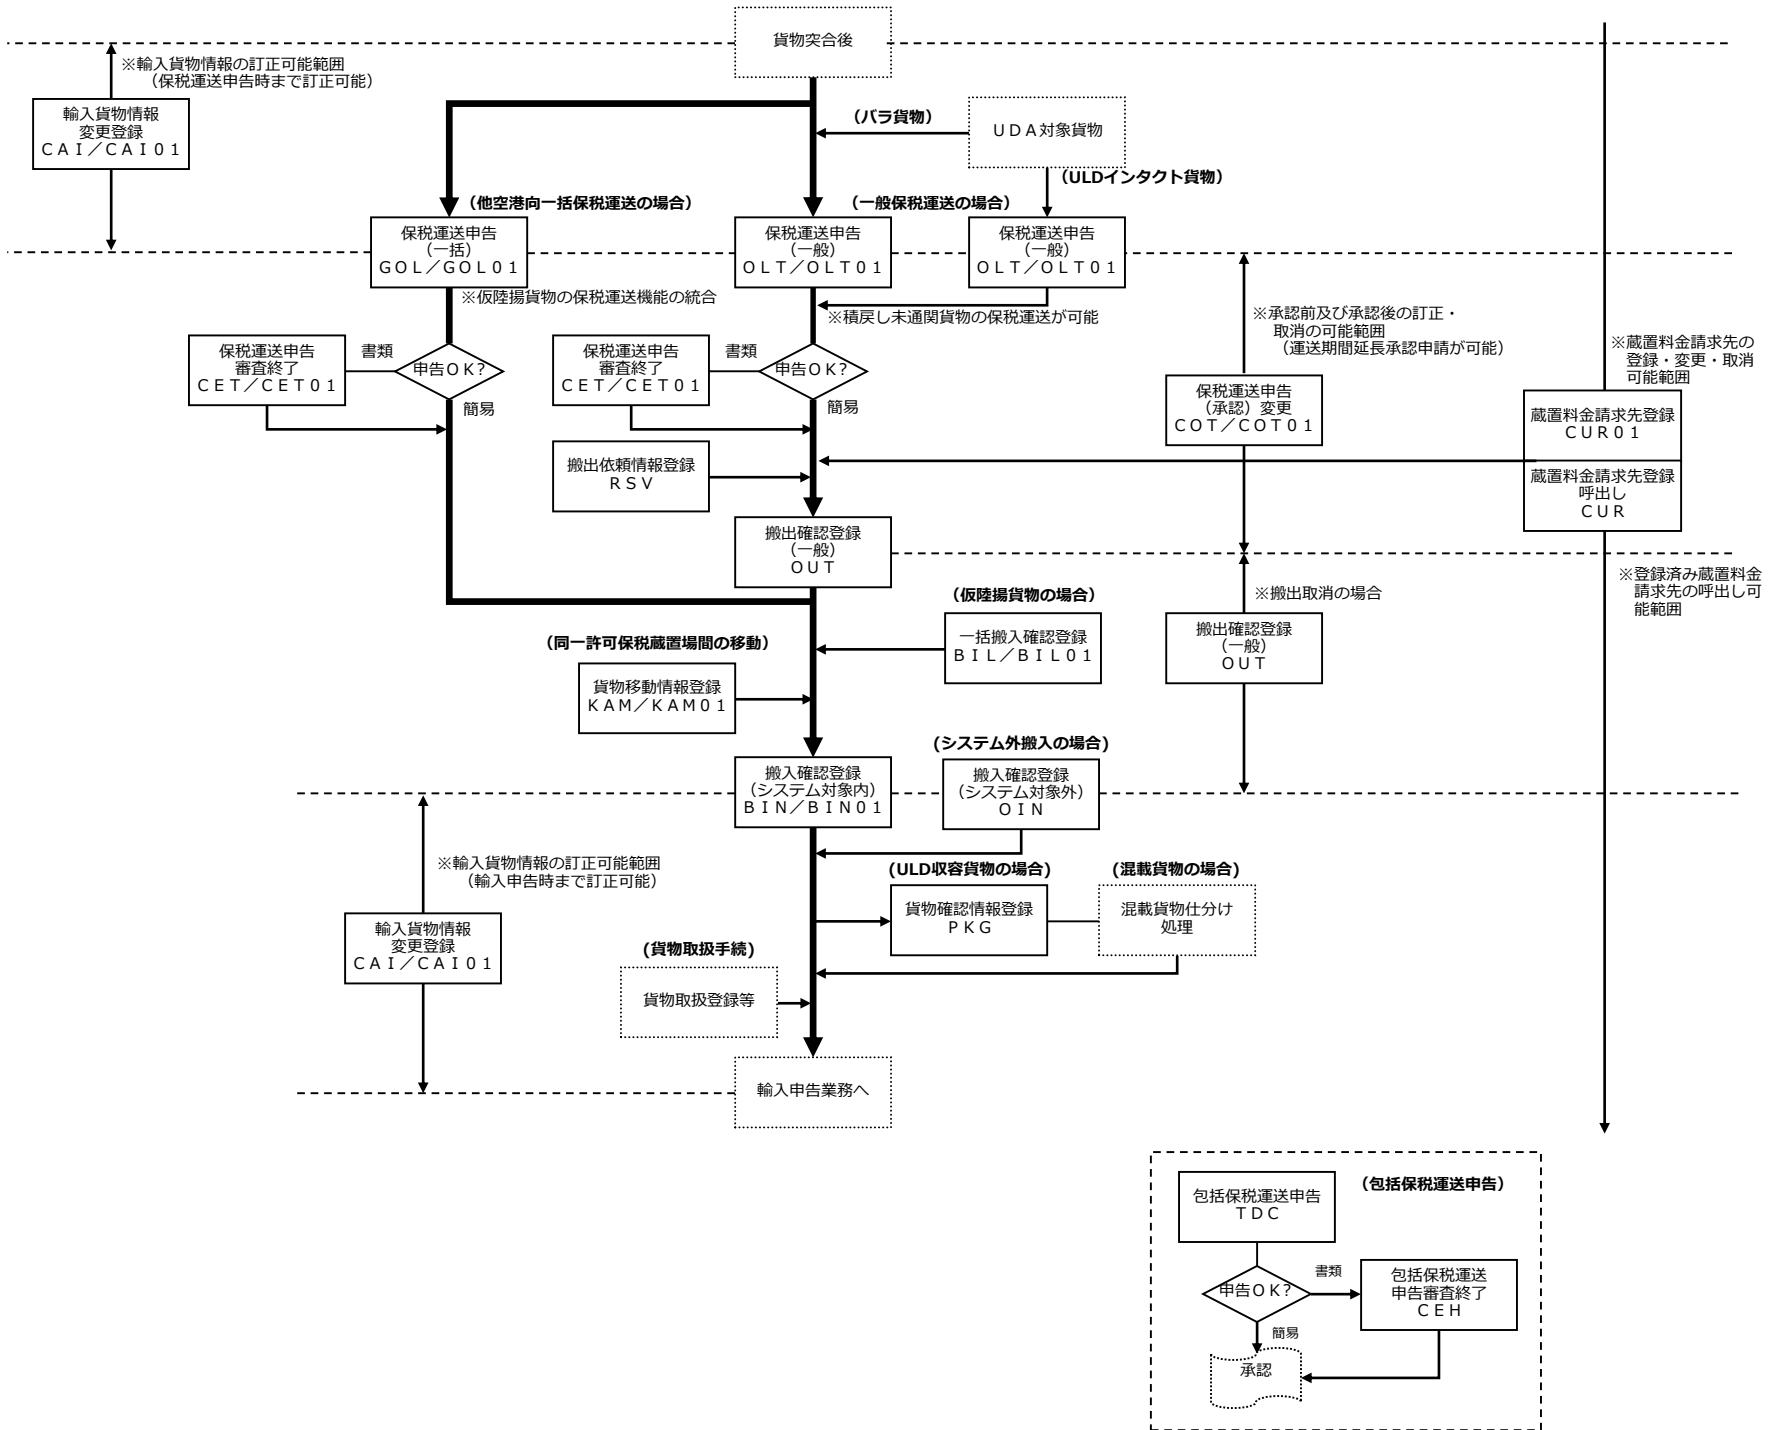 貨物突合後
※輸入貨物情報の訂正可能範囲
（保税運送申告時まで訂正可能）
輸入貨物情報
変更登録
ＣＡＩ／ＣＡＩ０１
（バラ貨物）
ＵＤＡ対象貨物
（ULDインタクト貨物）
（他空港向一括保税運送の場合）
（一般保税運送の場合）
保税運送申告
（一括）
ＧＯＬ／ＧＯＬ０１
保税運送申告
（一般）
ＯＬＴ／ＯＬＴ０１
保税運送申告
（一般）
ＯＬＴ／ＯＬＴ０１
※仮陸揚貨物の保税運送機能の統合
※積戻し未通関貨物の保税運送が可能
※承認前及び承認後の訂正・
取消の可能範囲
（運送期間延長承認申請が可能）
※蔵置料金請求先の
登録・変更・取消
可能範囲
保税運送申告
審査終了
ＣＥＴ／ＣＥＴ０１
書類
申告ＯＫ？
簡易
保税運送申告
審査終了
ＣＥＴ／ＣＥＴ０１
書類
申告ＯＫ？
簡易
保税運送申告
（承認）変更
ＣＯＴ／ＣＯＴ０１
蔵置料金請求先登録
ＣＵＲ０１
蔵置料金請求先登録
呼出し
ＣＵＲ
搬出依頼情報登録
ＲＳＶ
搬出確認登録
（一般）
ＯＵＴ
※登録済み蔵置料金
請求先の呼出し可
能範囲
※搬出取消の場合
（仮陸揚貨物の場合）
一括搬入確認登録
ＢＩＬ／ＢＩＬ０１
搬出確認登録
（一般）
ＯＵＴ
（同一許可保税蔵置場間の移動）
貨物移動情報登録
ＫＡＭ／ＫＡＭ０１
(システム外搬入の場合)
搬入確認登録
（システム対象内）
ＢＩＮ／ＢＩＮ０１
搬入確認登録
（システム対象外）
ＯＩＮ
※輸入貨物情報の訂正可能範囲
（輸入申告時まで訂正可能）
(ULD収容貨物の場合)
(混載貨物の場合)
貨物確認情報登録
ＰＫＧ
混載貨物仕分け
処理
輸入貨物情報
変更登録
ＣＡＩ／ＣＡＩ０１
(貨物取扱手続)
貨物取扱登録等
輸入申告業務へ
（包括保税運送申告）
包括保税運送申告
ＴＤＣ
申告ＯＫ？
書類
包括保税運送
申告審査終了
ＣＥＨ
簡易
承認